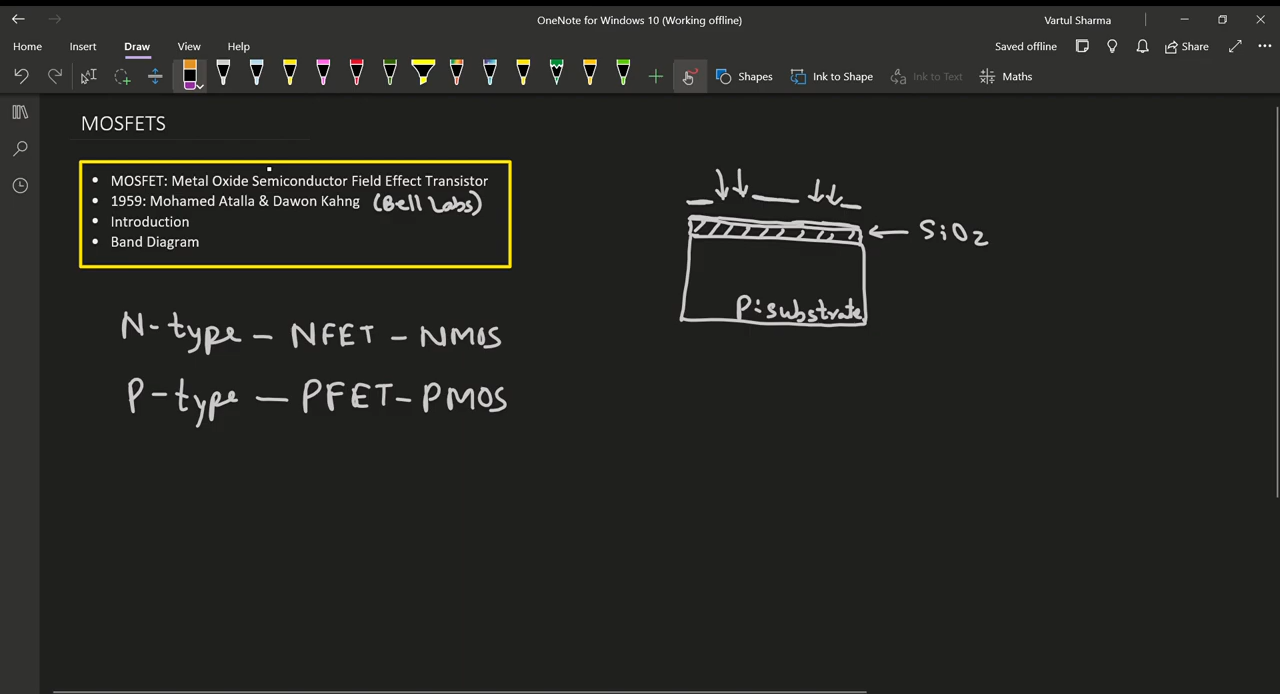 OneNote for Windows 10 (Working offline)
Vartul Sharma
Home Insert Draw View Help
Saved offline
Share
Shapes
Ink to Shape
Ink to Text
Maths
MOSFETS
MOSFET: Metal Oxide Semiconductor Field Effect Transistor
1959: Mohamed Atalla & Dawon Kahng (Bell Labs)
Introduction
Band Diagram
N-type – NFET – NMOS
P-type – PFET – PMOS
SiO2
P:substrate